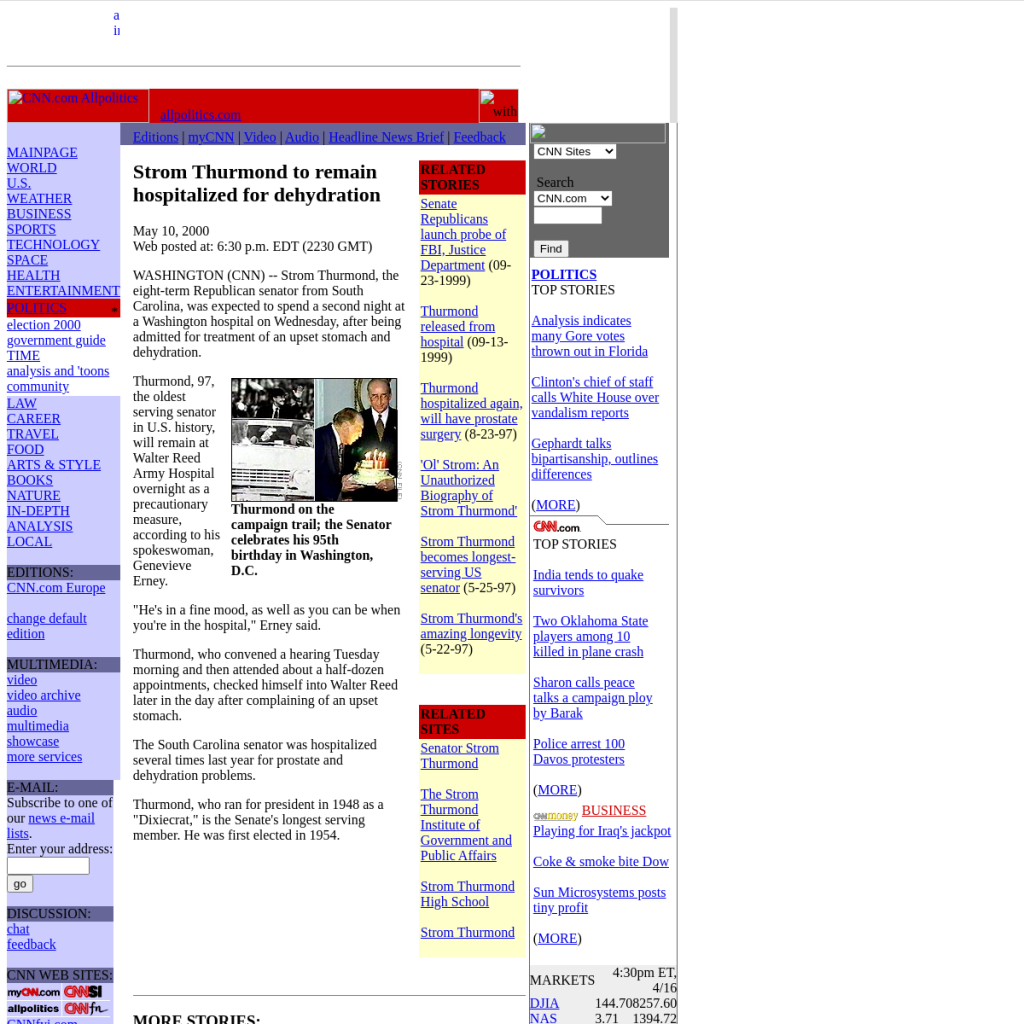 CNN.com Allpolitics
allpolitics.com
with
Editions | myCNN | Video | Audio | Headline News Brief | Feedback
MAINPAGE
WORLD
U.S.
WEATHER
BUSINESS
SPORTS
TECHNOLOGY
SPACE
HEALTH
ENTERTAINMENT
POLITICS
election 2000
government guide
TIME
analysis and 'toons
community
LAW
CAREER
TRAVEL
FOOD
ARTS & STYLE
BOOKS
NATURE
IN-DEPTH
ANALYSIS
LOCAL
EDITIONS:
CNN.com Europe
change default
edition
MULTIMEDIA:
video
video archive
audio
multimedia
showcase
more services
E-MAIL:
Subscribe to one of
our news e-mail
lists.
Enter your address:
go
DISCUSSION:
chat
feedback
CNN WEB SITES:
myCNN.com CNNSI
allpolitics CNNfn
CNNfyi.com
Strom Thurmond to remain
hospitalized for dehydration
May 10, 2000
Web posted at: 6:30 p.m. EDT (2230 GMT)
WASHINGTON (CNN) -- Strom Thurmond, the
eight-term Republican senator from South
Carolina, was expected to spend a second night at
a Washington hospital on Wednesday, after being
admitted for treatment of an upset stomach and
dehydration.
Thurmond, 97,
the oldest
serving senator
in U.S. history,
will remain at
Walter Reed
Army Hospital
overnight as a
precautionary
measure,
according to his
spokeswoman,
Genevieve
Erney.
Thurmond on the
campaign trail; the Senator
celebrates his 95th
birthday in Washington,
D.C.
"He's in a fine mood, as well as you can be when
you're in the hospital," Erney said.
Thurmond, who convened a hearing Tuesday
morning and then attended about a half-dozen
appointments, checked himself into Walter Reed
later in the day after complaining of an upset
stomach.
The South Carolina senator was hospitalized
several times last year for prostate and
dehydration problems.
Thurmond, who ran for president in 1948 as a
"Dixiecrat," is the Senate's longest serving
member. He was first elected in 1954.
MORE STORIES:
RELATED
STORIES
Senate
Republicans
launch probe of
FBI, Justice
Department (09-
23-1999)
Thurmond
released from
hospital (09-13-
1999)
Thurmond
hospitalized again,
will have prostate
surgery (8-23-97)
'Ol' Strom: An
Unauthorized
Biography of
Strom Thurmond'
Strom Thurmond
becomes longest-
serving US
senator (5-25-97)
Strom Thurmond's
amazing longevity
(5-22-97)
RELATED
SITES
Senator Strom
Thurmond
The Strom
Thurmond
Institute of
Government and
Public Affairs
Strom Thurmond
High School
Strom Thurmond
CNN Sites
Search
CNN.com
Find
POLITICS
TOP STORIES
Analysis indicates
many Gore votes
thrown out in Florida
Clinton's chief of staff
calls White House over
vandalism reports
Gephardt talks
bipartisanship, outlines
differences
(MORE)
CNN.com
TOP STORIES
India tends to quake
survivors
Two Oklahoma State
players among 10
killed in plane crash
Sharon calls peace
talks a campaign ploy
by Barak
Police arrest 100
Davos protesters
(MORE)
CNNmoney BUSINESS
Playing for Iraq's jackpot
Coke & smoke bite Dow
Sun Microsystems posts
tiny profit
(MORE)
MARKETS 4:30pm ET,
4/16
DJIA 144.70 8257.60
NAS 3.71 1394.72